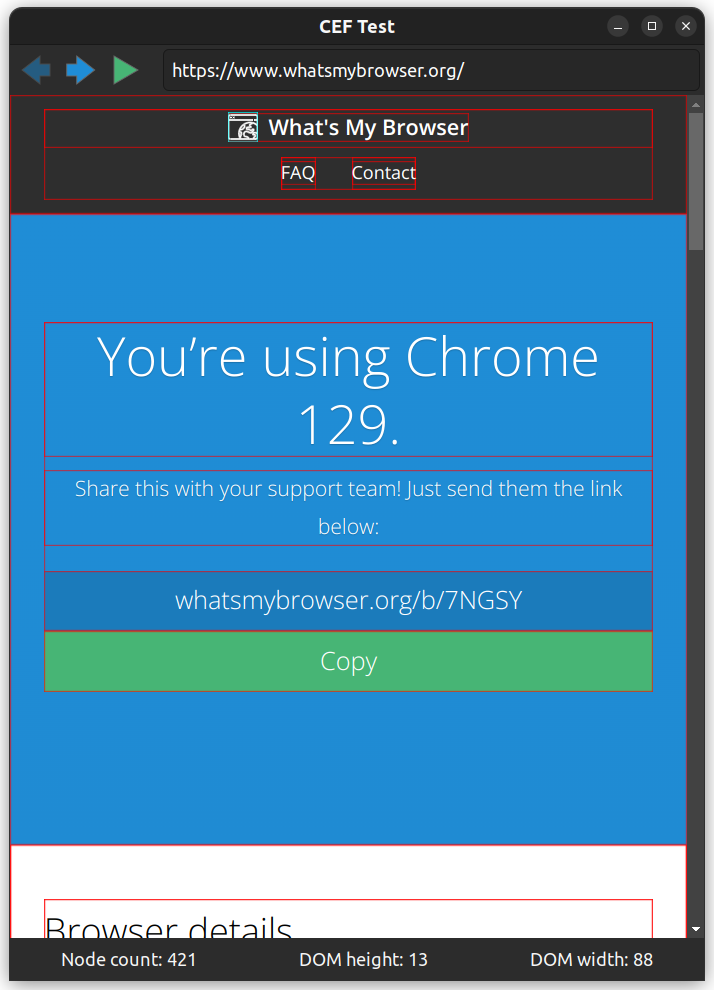 CEF Test
https://www.whatsmybrowser.org/
What's My Browser
FAQ Contact
You’re using Chrome
129.
Share this with your support team! Just send them the link
below:
whatsmybrowser.org/b/7NGSY
Copy
Browser details
Node count: 421 DOM height: 13 DOM width: 88